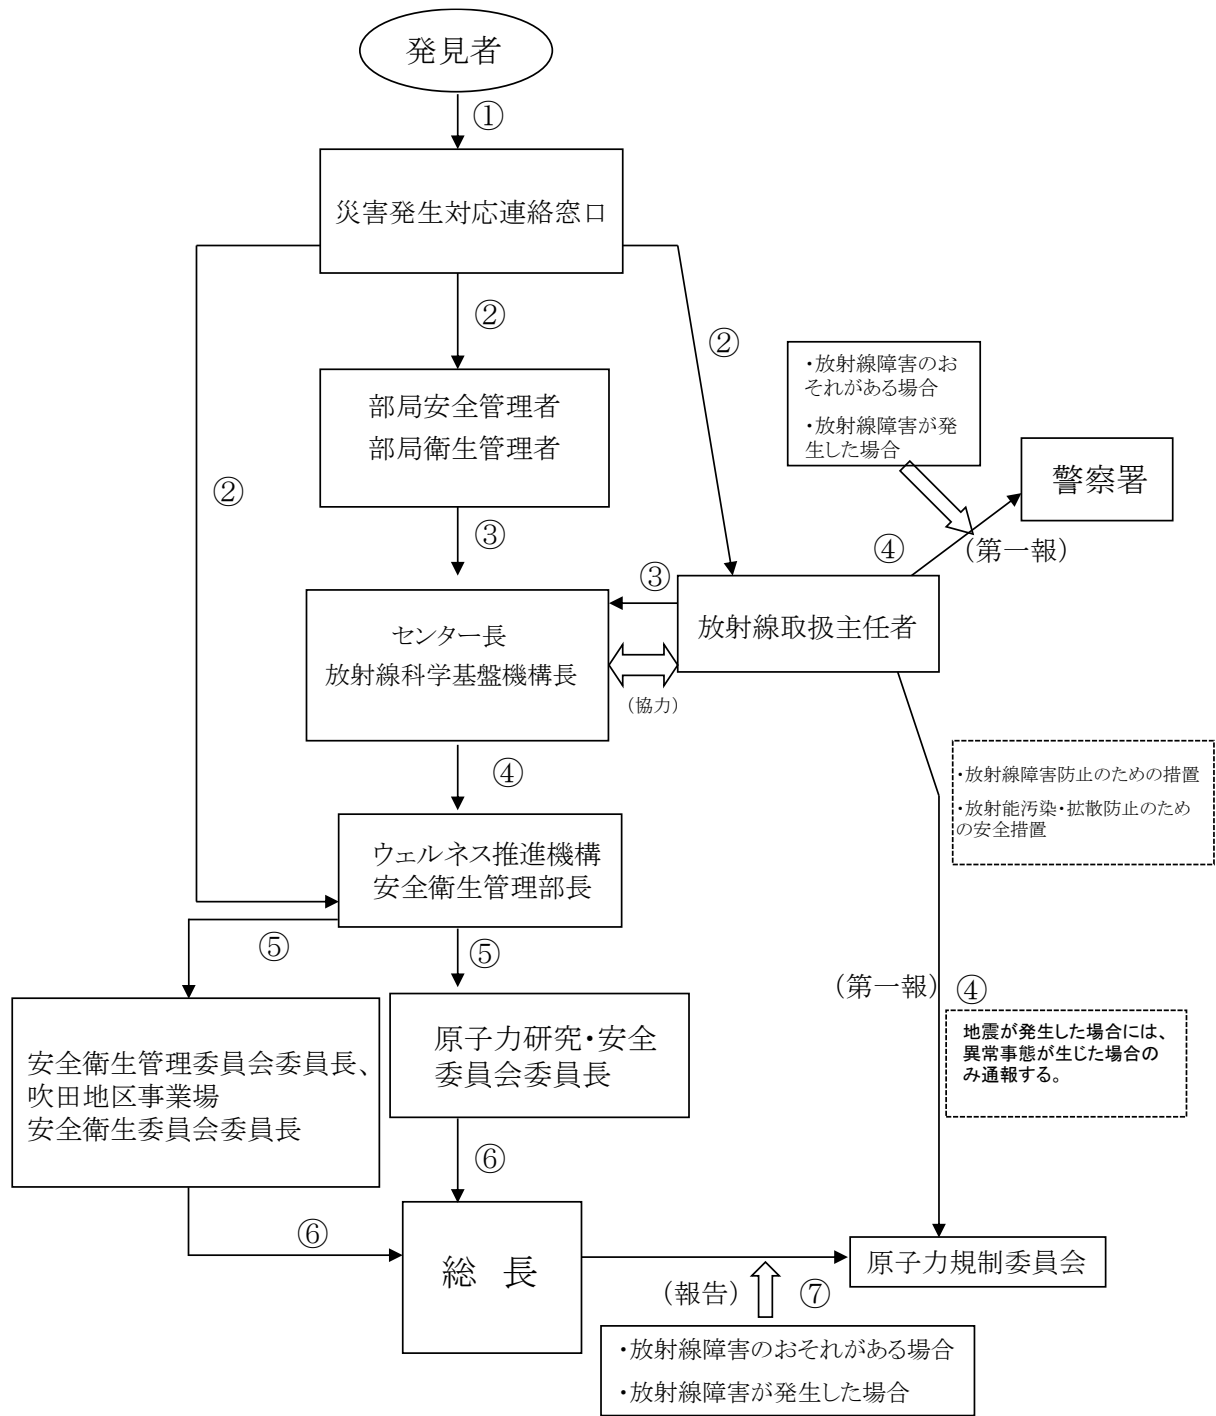 発見者
①
災害発生対応連絡窓口
②
②
②
・放射線障害のお
それがある場合
・放射線障害が発
生した場合
部局安全管理者
部局衛生管理者
警察署
③
④
(第一報)
③
センター長
放射線科学基盤機構長
放射線取扱主任者
(協力)
④
・放射線障害防止のための措置
・放射能汚染・拡散防止のため
の安全措置
ウェルネス推進機構
安全衛生管理部長
⑤
⑤
(第一報)
④
地震が発生した場合には、
異常事態が生じた場合の
み通報する。
安全衛生管理委員会委員長、
吹田地区事業場
安全衛生委員会委員長
原子力研究・安全
委員会委員長
⑥
⑥
総 長
原子力規制委員会
(報告)
⑦
・放射線障害のおそれがある場合
・放射線障害が発生した場合